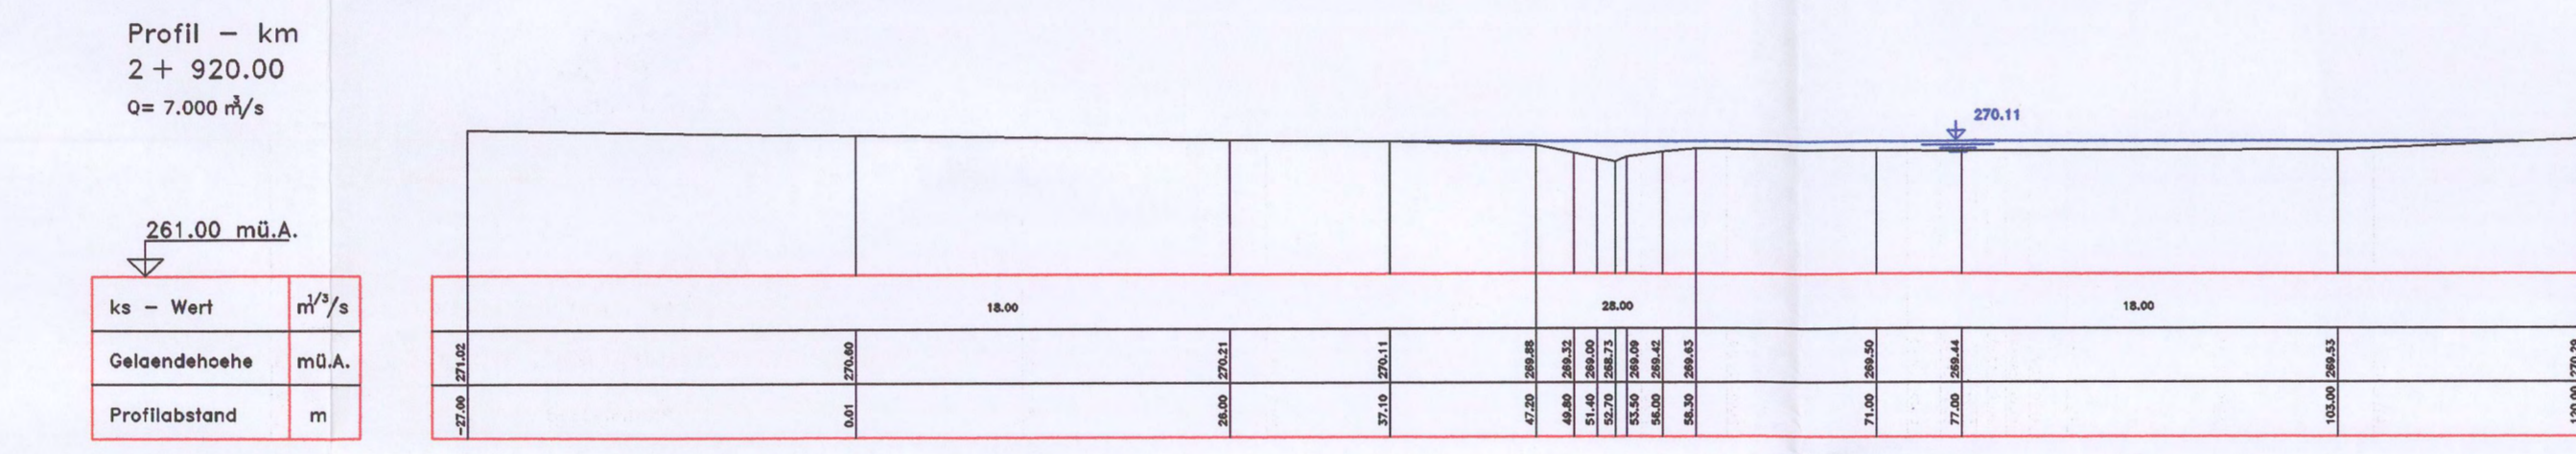 Profil - km
2 + 920.00
Q= 7.000 m³/s
270.11
261.00 mü.A.
ks - Wert m^1/3/s 18.00 28.00 18.00
Gelaendehoehe mü.A. 271.02 270.60 270.21 270.11 269.88 269.32 269.00 268.73 269.09 269.42 269.63 269.50 269.44 269.53
Profilabstand m -27.00 0.01 26.00 37.10 47.20 49.80 51.40 52.70 53.50 56.00 58.30 71.00 77.00 103.00